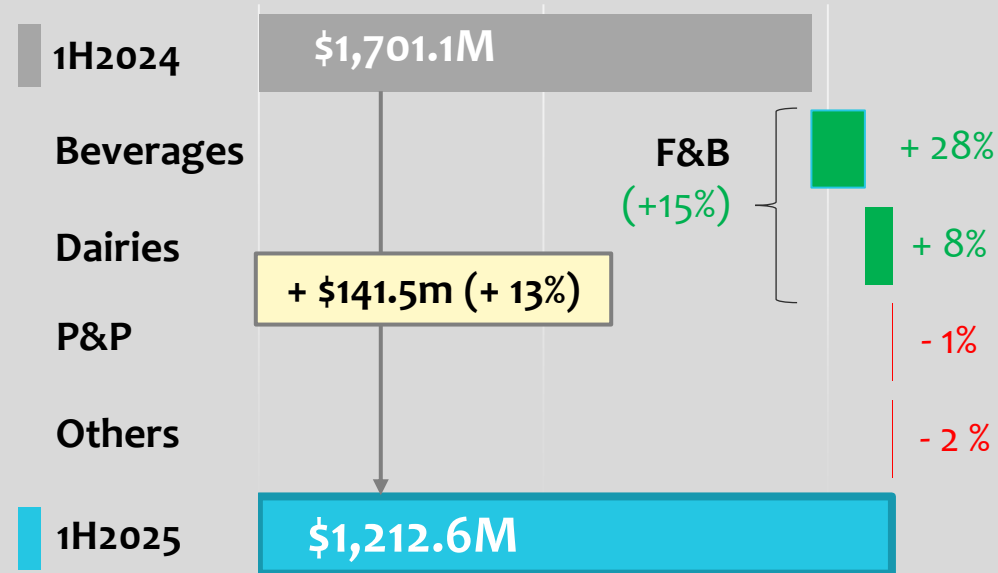 1H2024
$1,701.1M
Beverages
F&B
(+15%)
+ 28%
Dairies
+ 8%
+ $141.5m (+ 13%)
P&P
- 1%
Others
- 2 %
1H2025
$1,212.6M